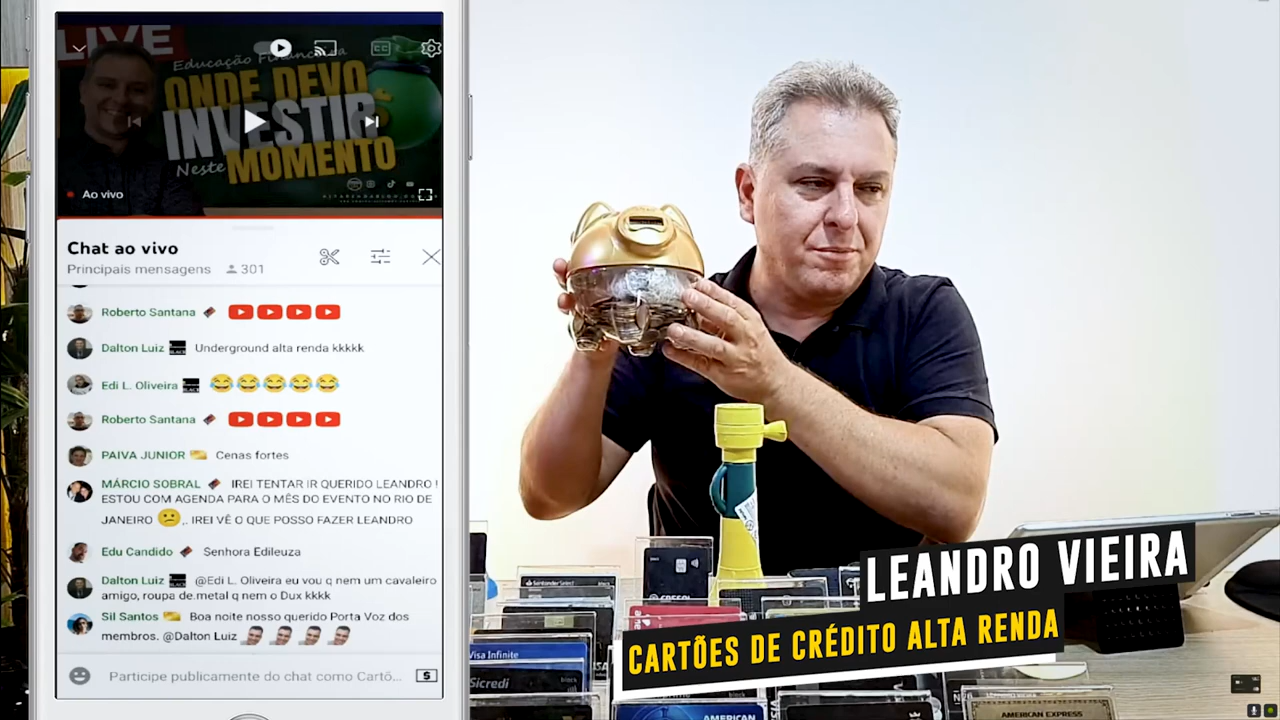 LIVE
Educação Financeira
ONDE DEVO
INVESTIR
Neste MOMENTO
Ao vivo
Chat ao vivo
Principais mensagens 301
Roberto Santana
Dalton Luiz Underground alta renda kkkkk
Edi L. Oliveira
Roberto Santana
PAIVA JUNIOR Cenas fortes
MÁRCIO SOBRAL IREI TENTAR IR QUERIDO LEANDRO !
ESTOU COM AGENDA PARA O MÊS DO EVENTO NO RIO DE
JANEIRO ,. IREI VÊ O QUE POSSO FAZER LEANDRO
Edu Candido Senhora Edileuza
Dalton Luiz @Edi L. Oliveira eu vou q nem um cavaleiro
amigo, roupa de metal q nem o Dux kkkk
Sil Santos Boa noite nosso querido Porta Voz dos
membros. @Dalton Luiz
Participe publicamente do chat como Cartõ...
LEANDRO VIEIRA
CARTÕES DE CRÉDITO ALTA RENDA
Santander Select
Visa Infinite
Sicredi
black
black
AMERICAN
AMERICAN EXPRESS